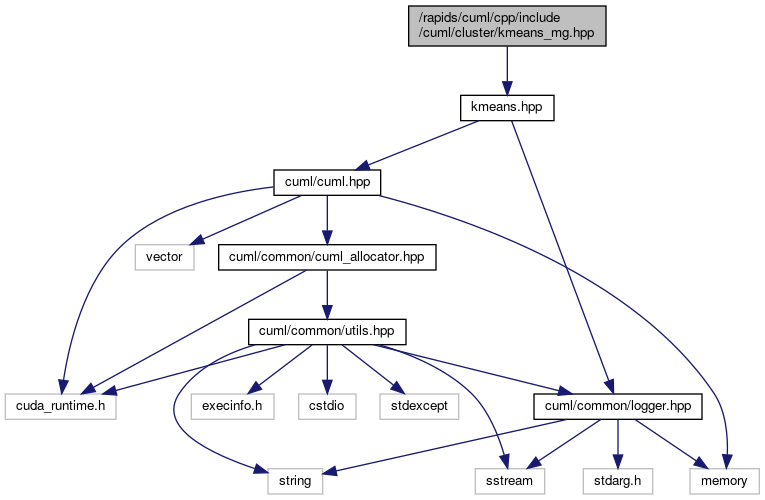 /rapids/cuml/cpp/include
/cuml/cluster/kmeans_mg.hpp
kmeans.hpp
cuml/cuml.hpp
vector
cuml/common/cuml_allocator.hpp
cuml/common/utils.hpp
cuda_runtime.h
execinfo.h
cstdio
stdexcept
cuml/common/logger.hpp
string
sstream
stdarg.h
memory